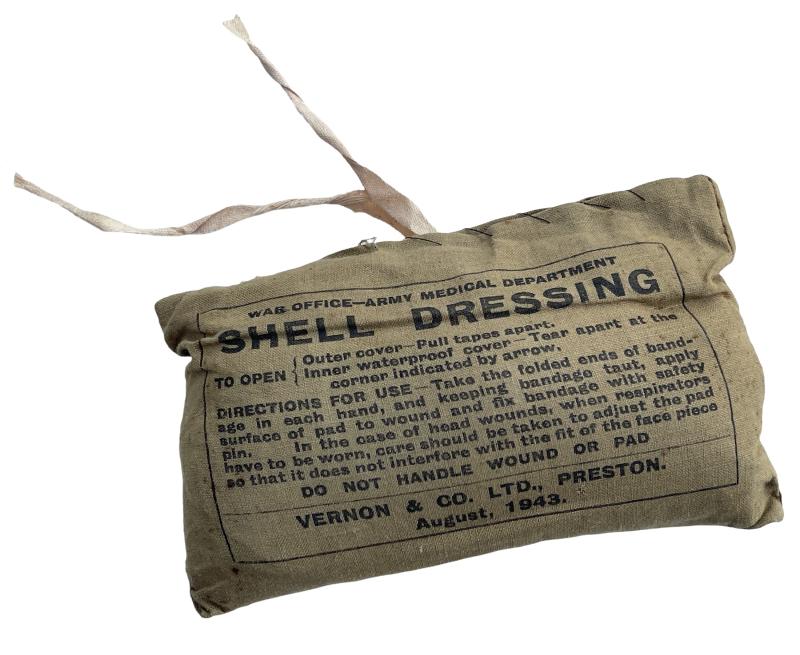 WAR OFFICE—ARMY MEDICAL DEPARTMENT
SHELL DRESSING
TO OPEN { Outer cover—Pull tapes apart.
Inner waterproof cover—Tear apart at the
corner indicated by arrow.
DIRECTIONS FOR USE—Take the folded ends of band-
age in each hand, and keeping bandage taut, apply
surface of pad to wound and fix bandage with safety
pin. In the case of head wounds, when respirators
have to be worn, care should be taken to adjust the pad
so that it does not interfere with the fit of the face piece
DO NOT HANDLE WOUND OR PAD
VERNON & CO. LTD., PRESTON.
August, 1943.